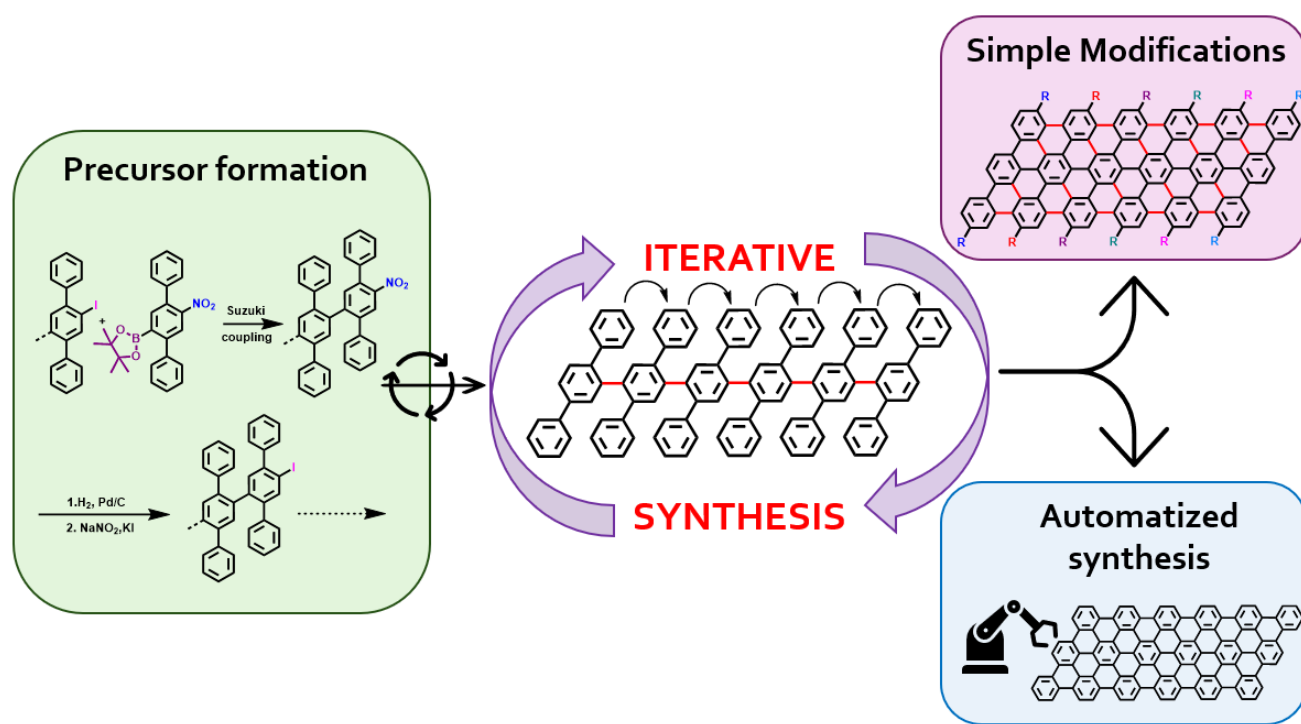 Simple Modifications
R R R R R R
R R R R R R
Precursor formation
I
NO2
+
O
B
O
Suzuki
coupling
NO2
1.H2, Pd/C
2. NaNO2,KI
I
ITERATIVE
SYNTHESIS
Automatized
synthesis